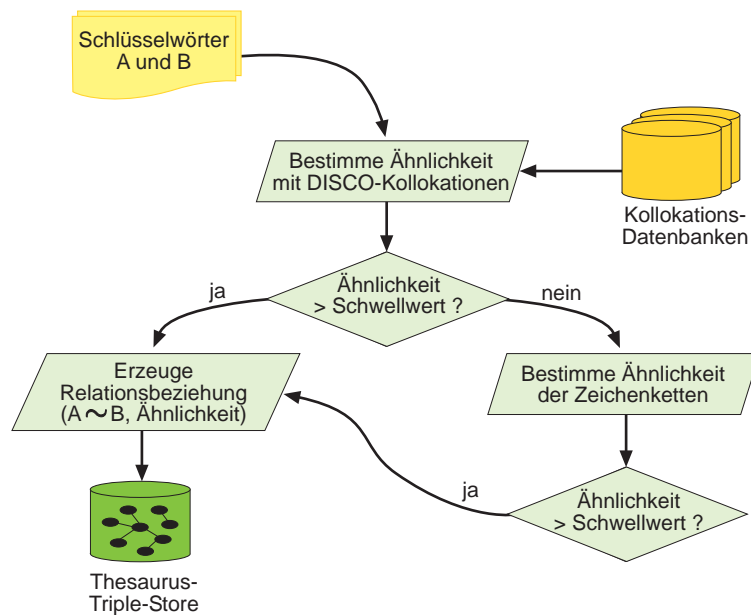 Schlüsselwörter
A und B
Bestimme Ähnlichkeit
mit DISCO-Kollokationen
Kollokations-
Datenbanken
Ähnlichkeit
> Schwellwert ?
ja
nein
Erzeuge
Relationsbeziehung
(A∼B, Ähnlichkeit)
Bestimme Ähnlichkeit
der Zeichenketten
ja
Ähnlichkeit
> Schwellwert ?
Thesaurus-
Triple-Store